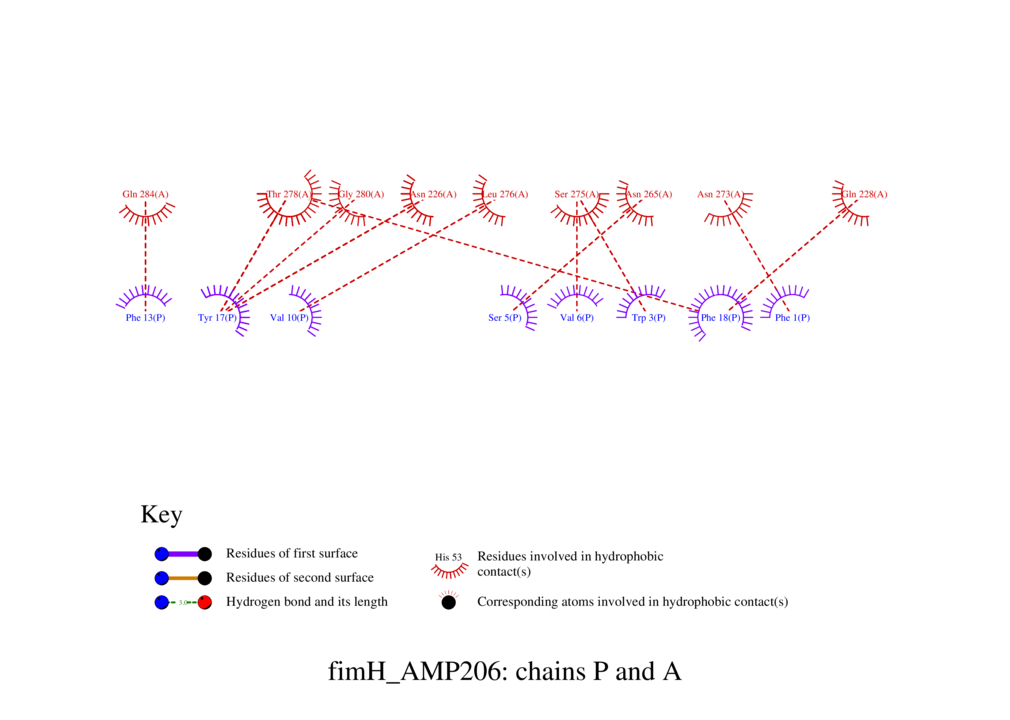 Gln 284(A) Thr 278(A) Gly 280(A) Asn 226(A) Leu 276(A) Ser 275(A) Asn 265(A) Asn 273(A) Gln 228(A)
Phe 13(P) Tyr 17(P) Val 10(P) Ser 5(P) Val 6(P) Trp 3(P) Phe 18(P) Phe 1(P)
Key
Residues of first surface
Residues of second surface
3.0
Hydrogen bond and its length
His 53
Residues involved in hydrophobic
contact(s)
Corresponding atoms involved in hydrophobic contact(s)
fimH_AMP206: chains P and A